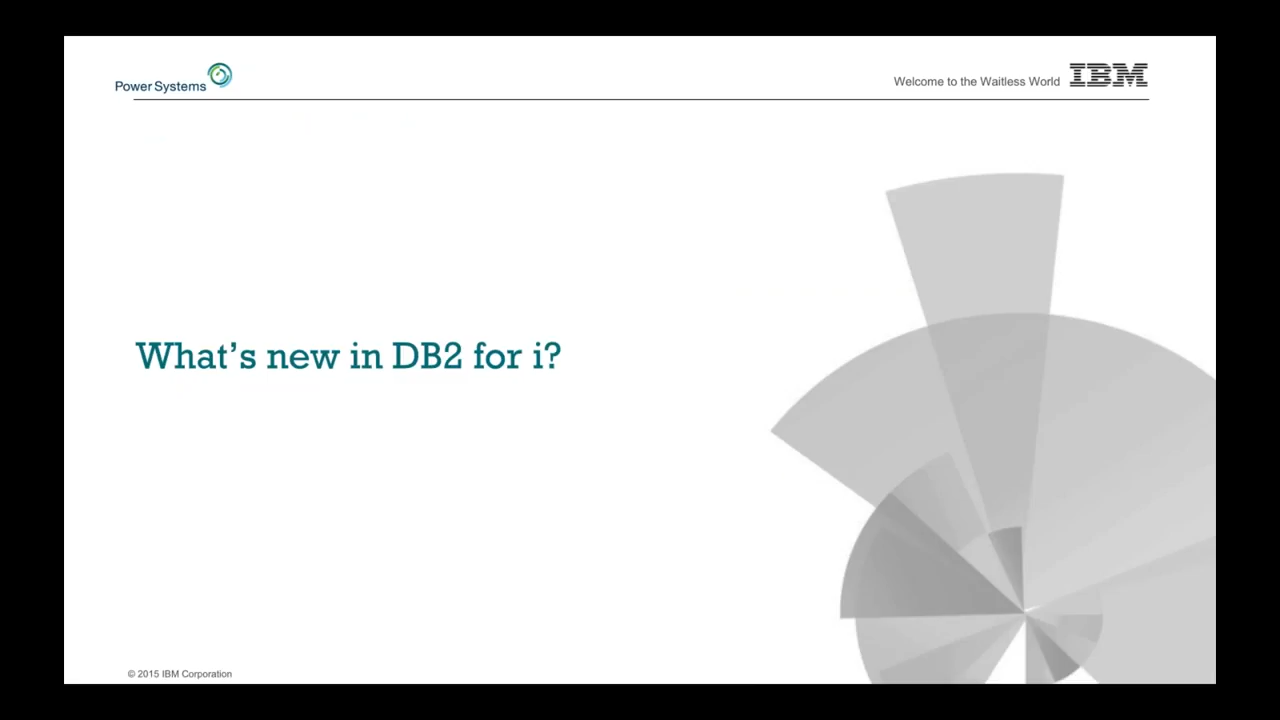 Power Systems
Welcome to the Waitless World IBM
What's new in DB2 for i?
© 2015 IBM Corporation